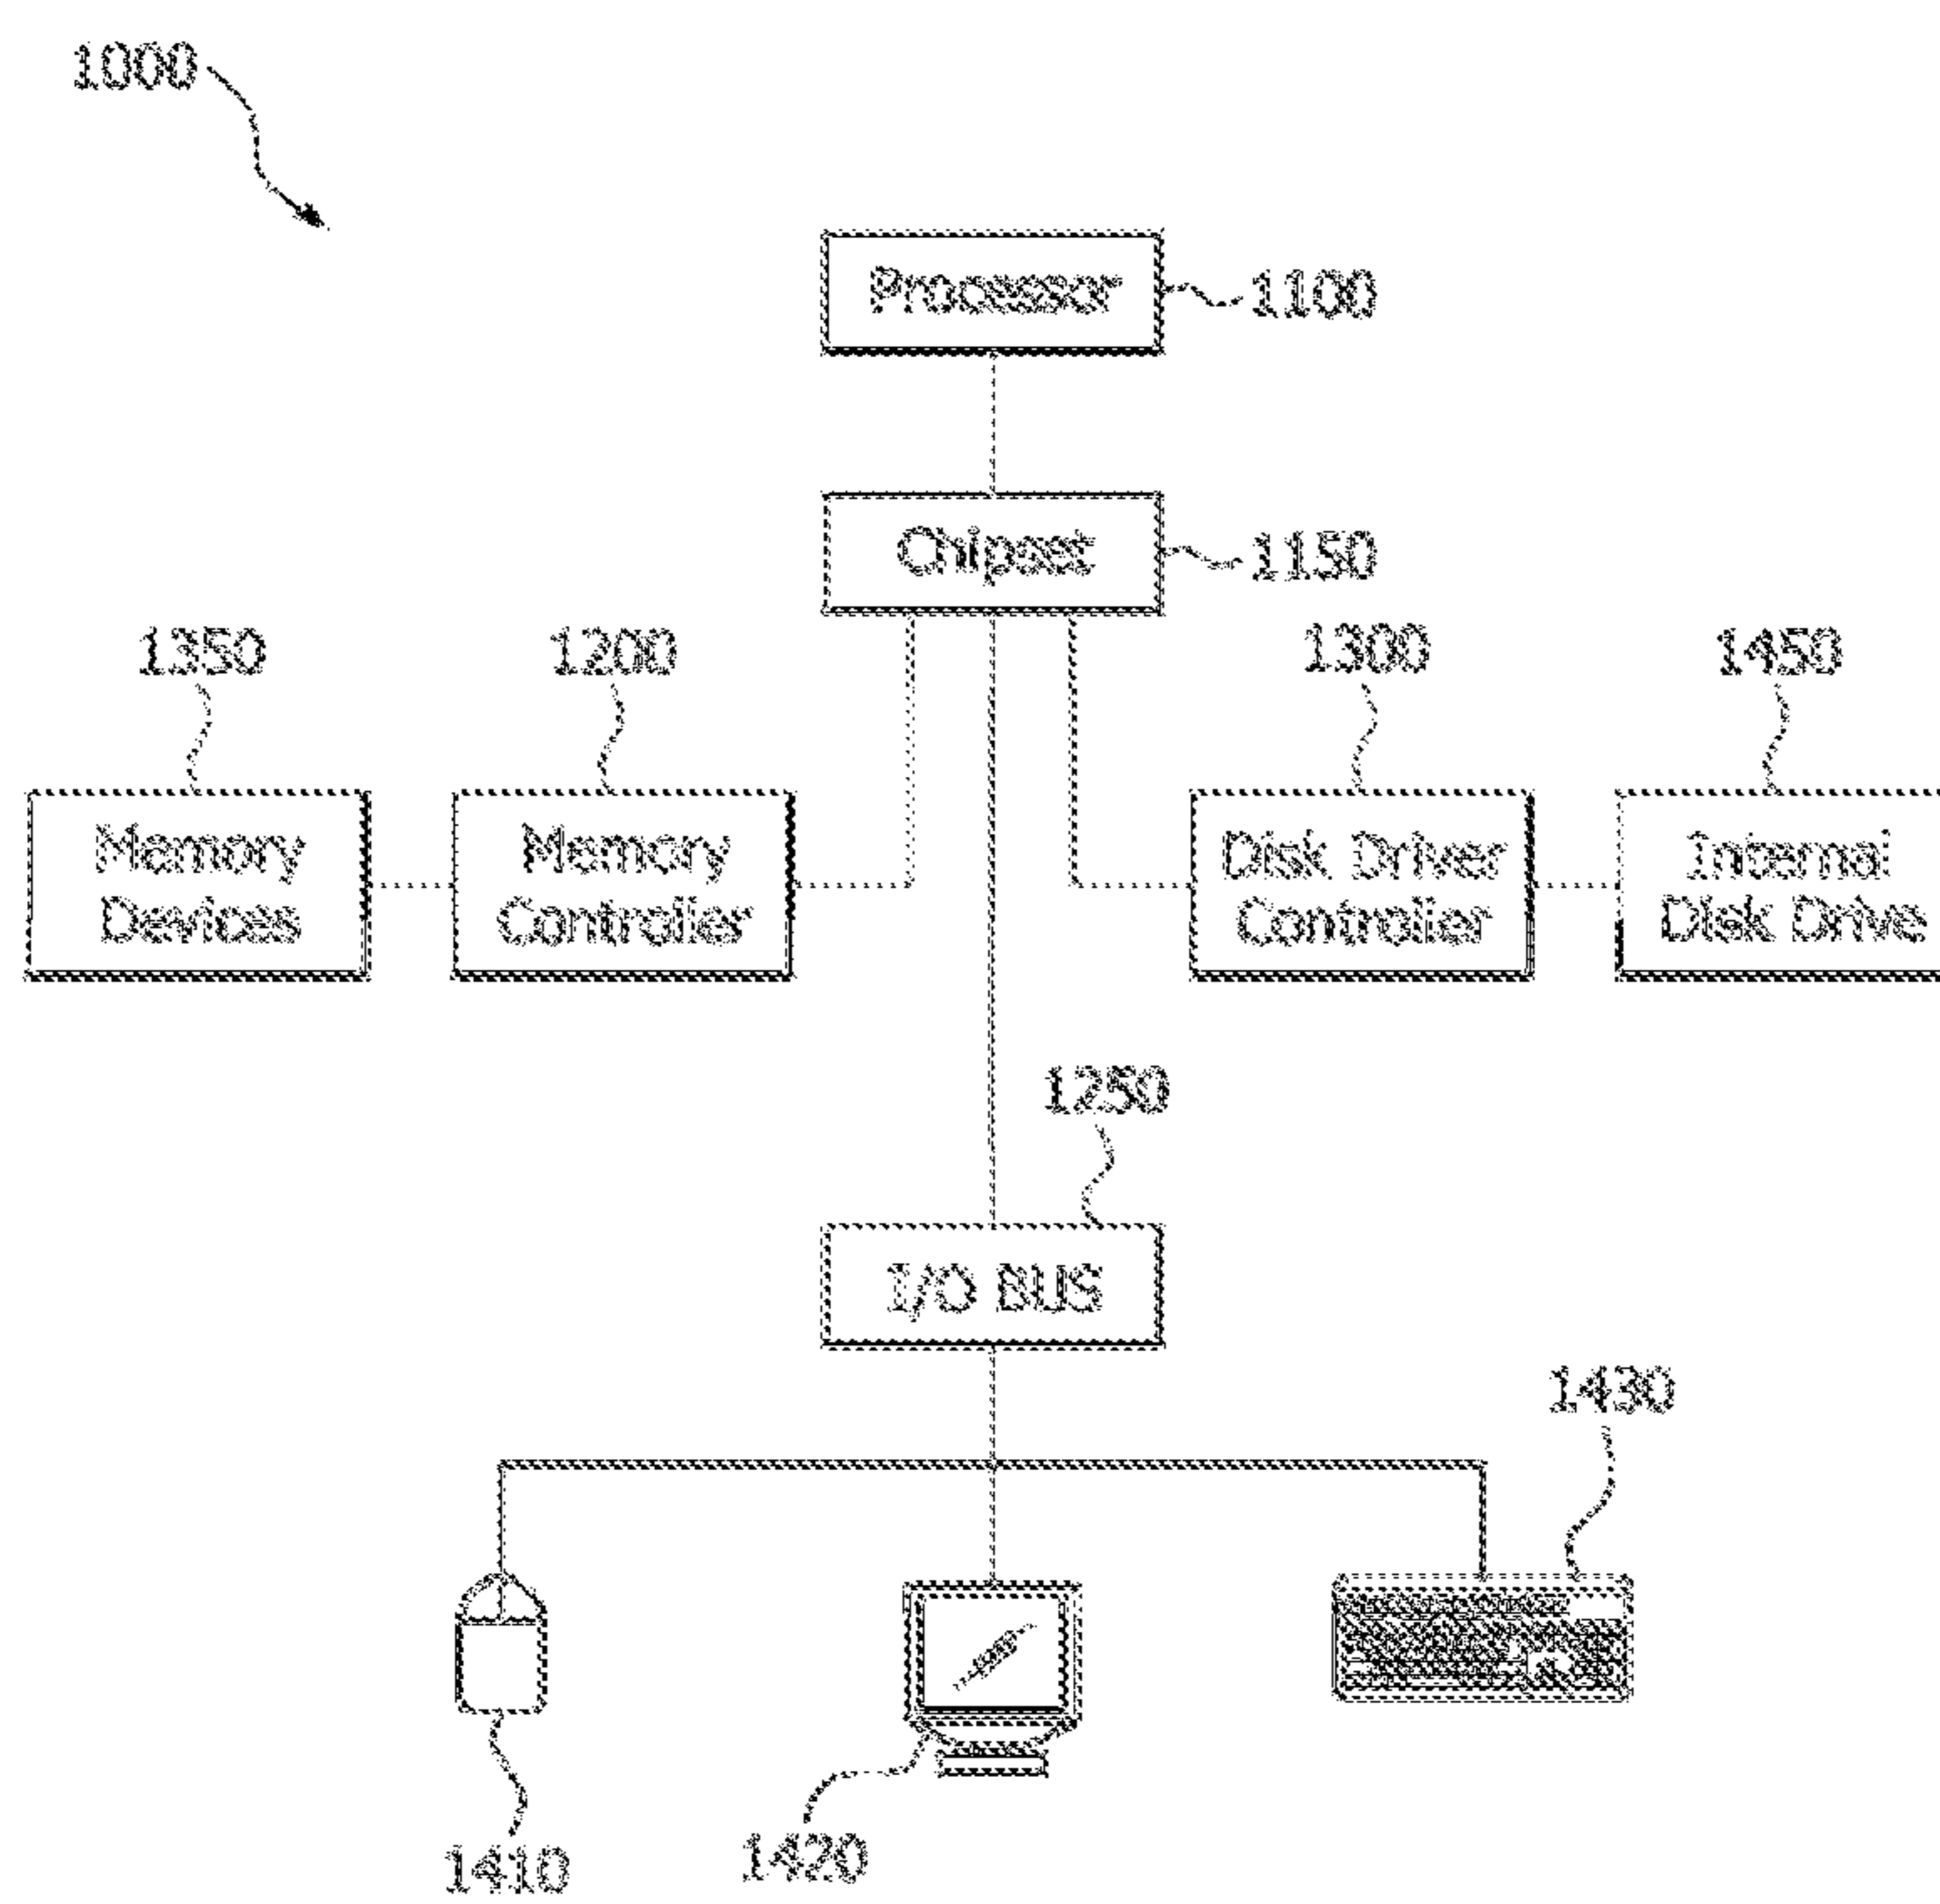 1000
Processor
1100
Chipset
1150
1350
1200
1300
1450
Memory
Devices
Memory
Controller
Disk Driver
Controller
Internal
Disk Drive
1250
I/O BUS
1430
1410
1420